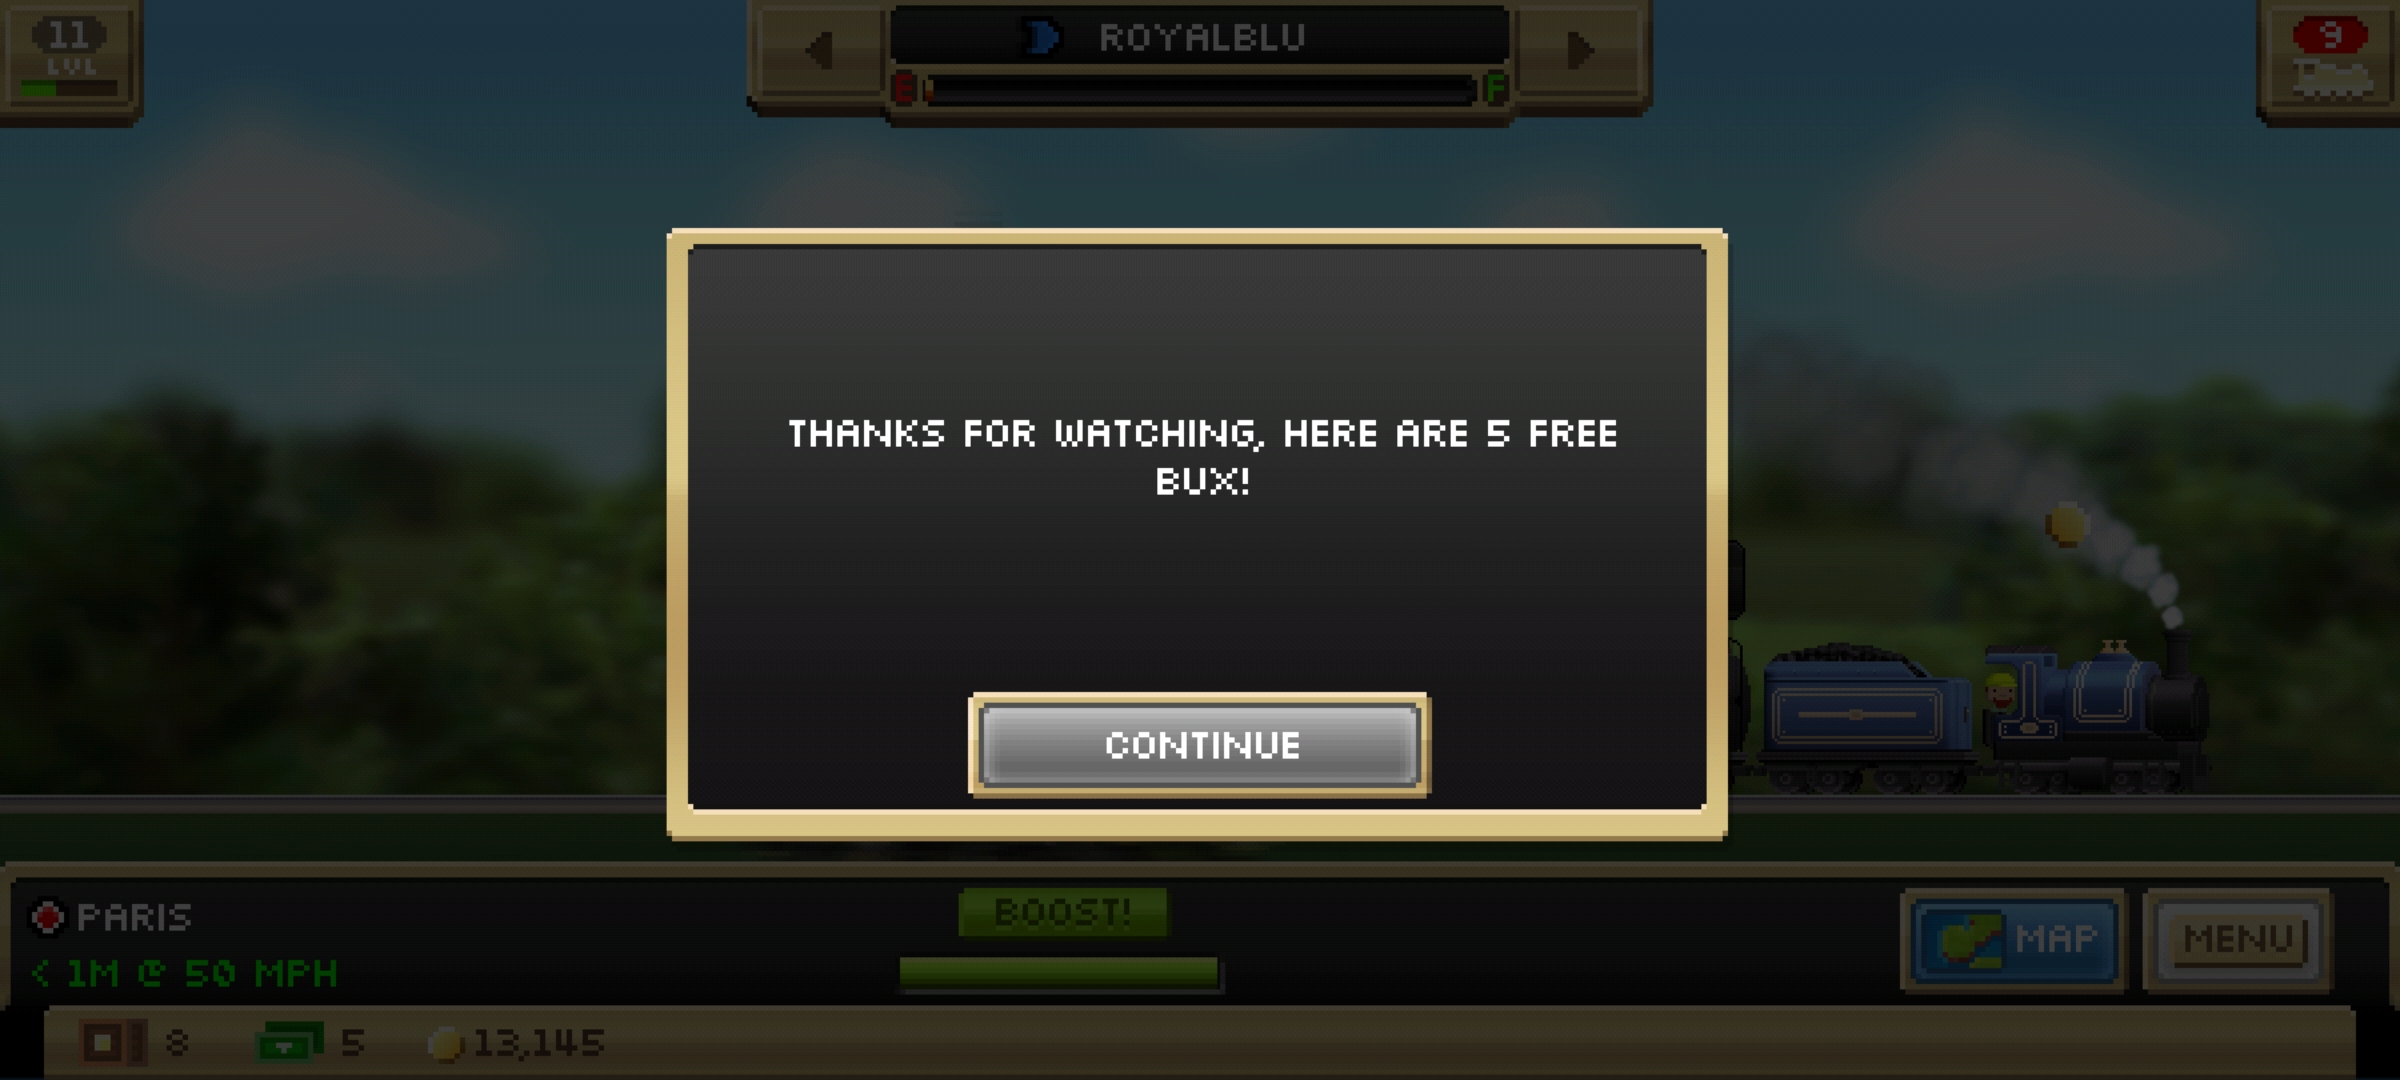 11
LVL
ROYALBLU
E F
9
THANKS FOR WATCHING, HERE ARE 5 FREE
BUX!
CONTINUE
PARIS
< 1M @ 50 MPH
BOOST!
MAP
MENU
8
5
13,145